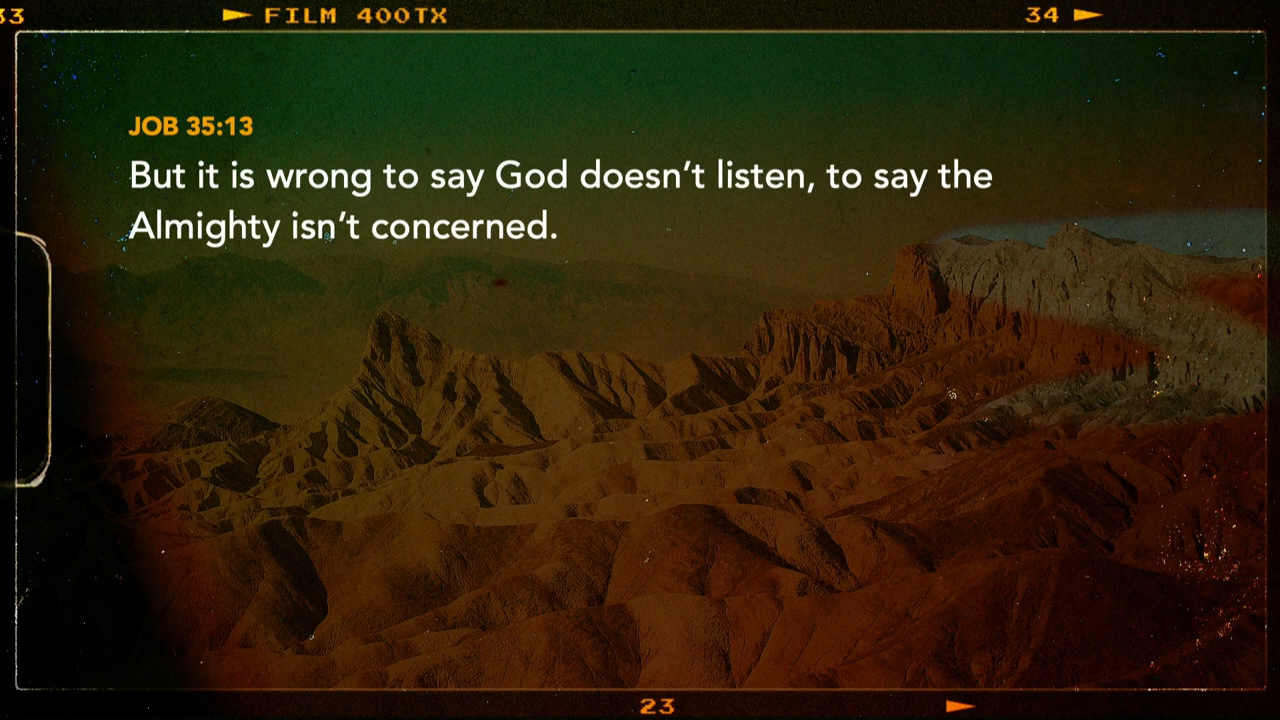 33 FILM 400TX 34
JOB 35:13
But it is wrong to say God doesn’t listen, to say the
Almighty isn’t concerned.
23